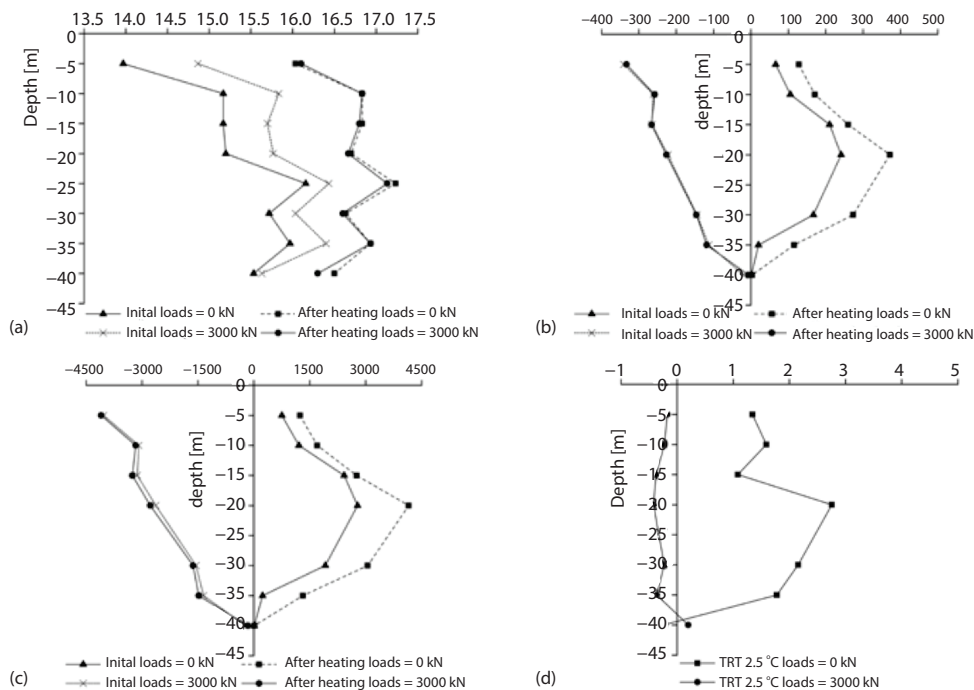 13.5 14.5 15.0 15.5 16.0 16.5 17.2 17.5
0
−5
−10
−15
−20
−25
−30
−35
−40
−45
Depth [m]
(a)
Inital loads = 0 kN
After heating loads = 0 kN
Inital loads = 3000 kN
After heating loads = 3000 kN
−400 −300 −200 −100 0 100 200 300 400 500
0
−5
−10
−15
−20
−25
−30
−35
−40
−45
depth [m]
(b)
Inital loads = 0 kN
After heating loads = 0 kN
Inital loads = 3000 kN
After heating loads = 3000 kN
−4500 −3000 −1500 0 1500 3000 4500
0
−5
−10
−15
−20
−25
−30
−35
−40
−45
depth [m]
(c)
Inital loads = 0 kN
After heating loads = 0 kN
Inital loads = 3000 kN
After heating loads = 3000 kN
−1 0 1 2 3 4 5
0
−5
−10
−15
−20
−25
−30
−35
−40
−45
Depth [m]
(d)
TRT 2.5 °C loads = 0 kN
TRT 2.5 °C loads = 3000 kN